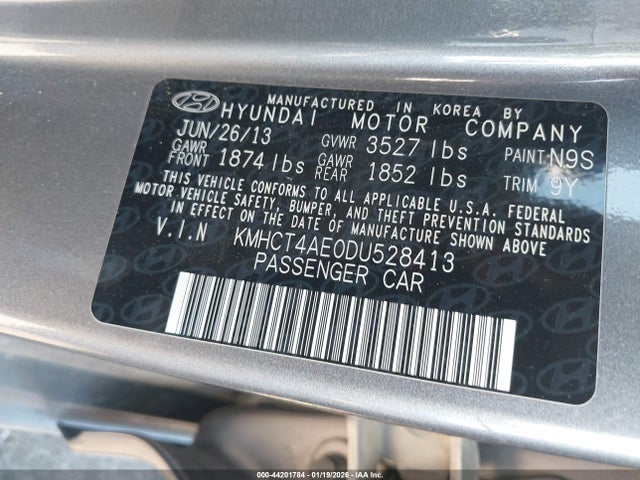 MANUFACTURED IN KOREA BY
HYUNDAI MOTOR COMPANY
JUN/26/13 GVWR 3527 lbs PAINT N9S
GAWR FRONT 1874 lbs GAWR REAR 1852 lbs TRIM 9Y
THIS VEHICLE CONFORMS TO ALL APPLICABLE U.S.A. FEDERAL
MOTOR VEHICLE SAFETY, BUMPER, AND THEFT PREVENTION STANDARDS
IN EFFECT ON THE DATE OF MANUFACTURE SHOWN ABOVE.
V.I.N KMHCT4AE0DU528413
PASSENGER CAR
000-44201784 | 01/19/2026 | IAA Inc.